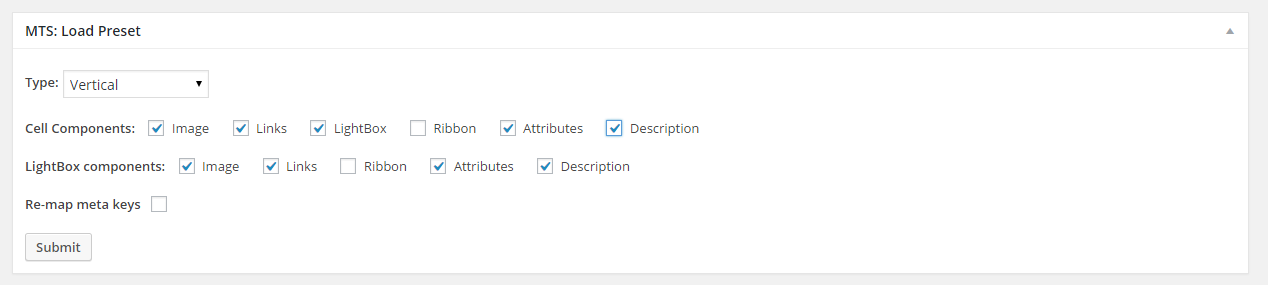 MTS: Load Preset
Type: Vertical
Cell Components: Image Links LightBox Ribbon Attributes Description
LightBox components: Image Links Ribbon Attributes Description
Re-map meta keys
Submit